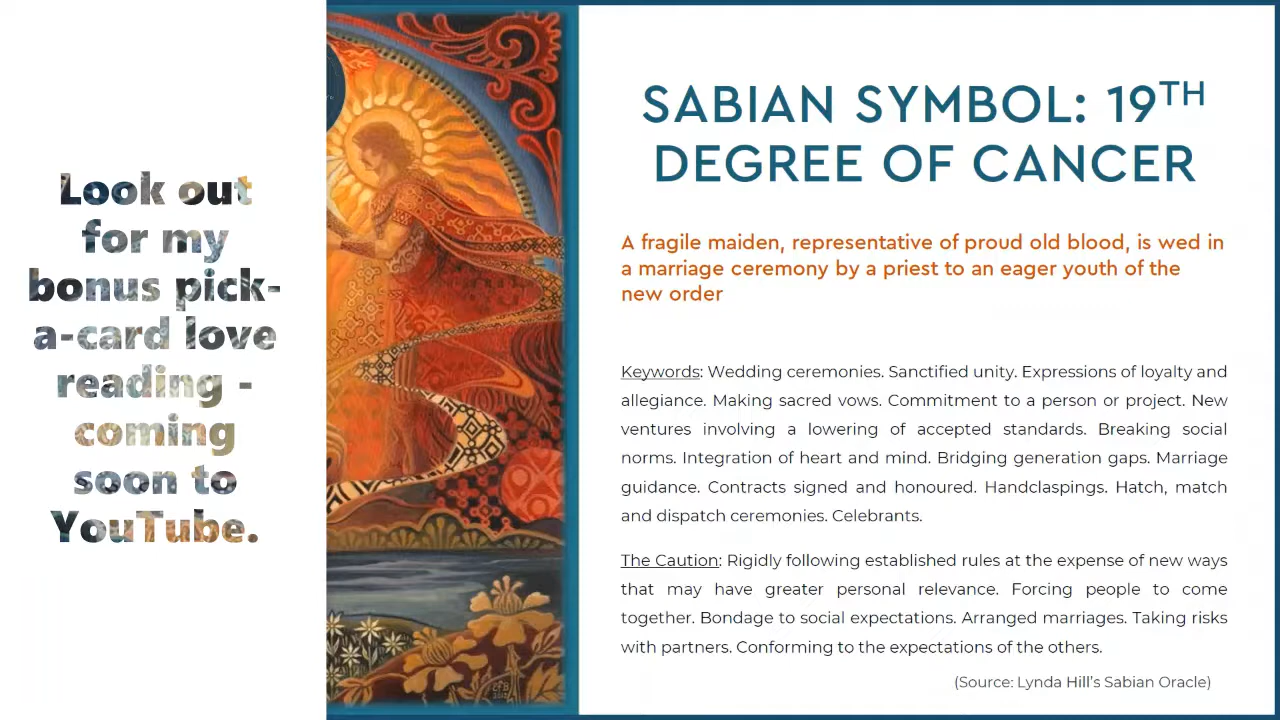 Look out
for my
bonus pick-
a-card love
reading -
coming
soon to
YouTube.
SABIAN SYMBOL: 19TH
DEGREE OF CANCER
A fragile maiden, representative of proud old blood, is wed in
a marriage ceremony by a priest to an eager youth of the
new order
Keywords: Wedding ceremonies. Sanctified unity. Expressions of loyalty and
allegiance. Making sacred vows. Commitment to a person or project. New
ventures involving a lowering of accepted standards. Breaking social
norms. Integration of heart and mind. Bridging generation gaps. Marriage
guidance. Contracts signed and honoured. Handclaspings. Hatch, match
and dispatch ceremonies. Celebrants.
The Caution: Rigidly following established rules at the expense of new ways
that may have greater personal relevance. Forcing people to come
together. Bondage to social expectations. Arranged marriages. Taking risks
with partners. Conforming to the expectations of the others.
(Source: Lynda Hill's Sabian Oracle)